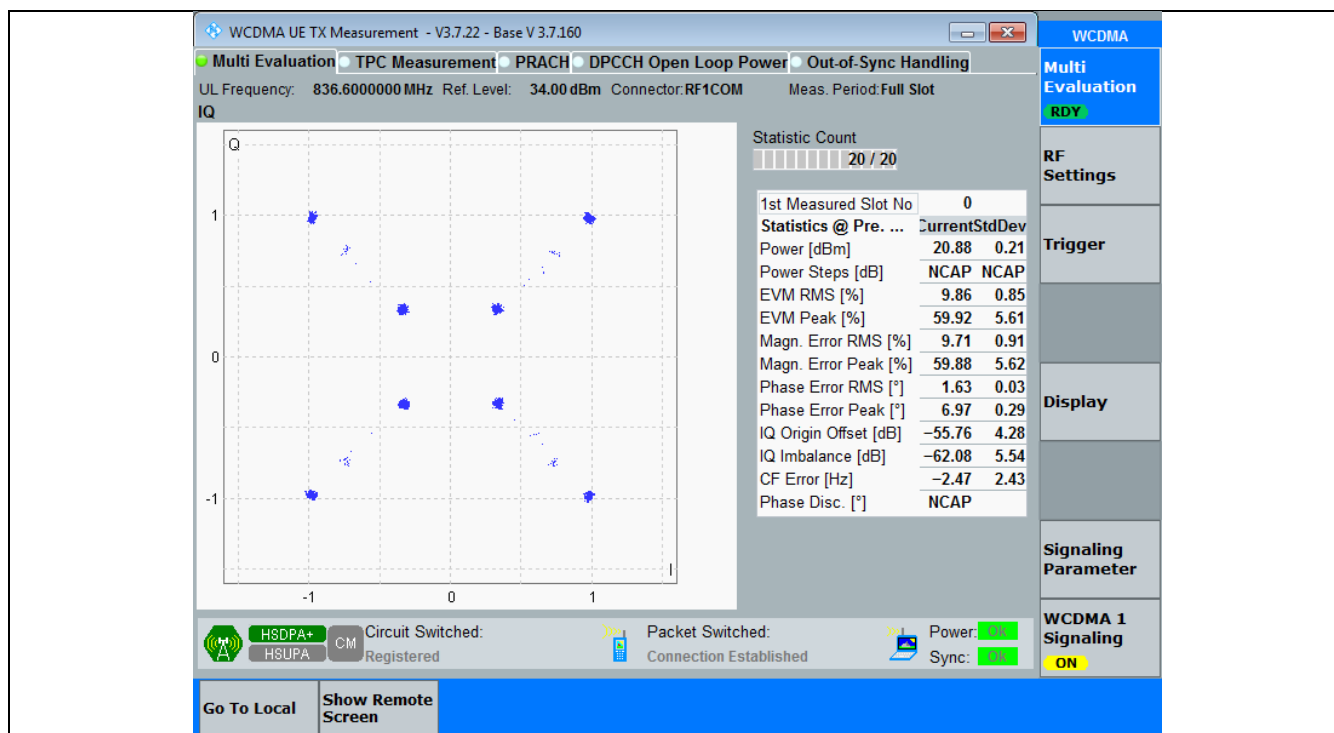 WCDMA UE TX Measurement - V3.7.22 - Base V 3.7.160
WCDMA
Multi Evaluation TPC Measurement PRACH DPCCH Open Loop Power Out-of-Sync Handling
Multi
Evaluation
RDY
UL Frequency: 836.6000000 MHz Ref. Level: 34.00 dBm Connector:RF1COM Meas. Period:Full Slot
IQ
Q
1
0
-1
-1 0 1
I
Statistic Count
20 / 20
1st Measured Slot No 0
Statistics @ Pre. ... Current StdDev
Power [dBm] 20.88 0.21
Power Steps [dB] NCAP NCAP
EVM RMS [%] 9.86 0.85
EVM Peak [%] 59.92 5.61
Magn. Error RMS [%] 9.71 0.91
Magn. Error Peak [%] 59.88 5.62
Phase Error RMS [°] 1.63 0.03
Phase Error Peak [°] 6.97 0.29
IQ Origin Offset [dB] −55.76 4.28
IQ Imbalance [dB] −62.08 5.54
CF Error [Hz] −2.47 2.43
Phase Disc. [°] NCAP
RF
Settings
Trigger
Display
Signaling
Parameter
WCDMA 1
Signaling
ON
HSDPA+
HSUPA
CM
Circuit Switched:
Registered
Packet Switched:
Connection Established
Power: Ok
Sync: Ok
Go To Local
Show Remote
Screen